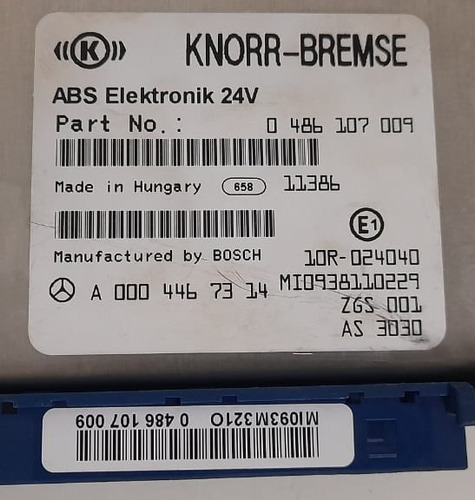 K KNORR-BREMSE
ABS Elektronik 24V
Part No.: 0 486 107 009
Made in Hungary 658 11386
E1
Manufactured by BOSCH 10R-024040
A 000 446 73 14 MI0938110229
ZGS 001
AS 3030
MI093M3210
0 486 107 009